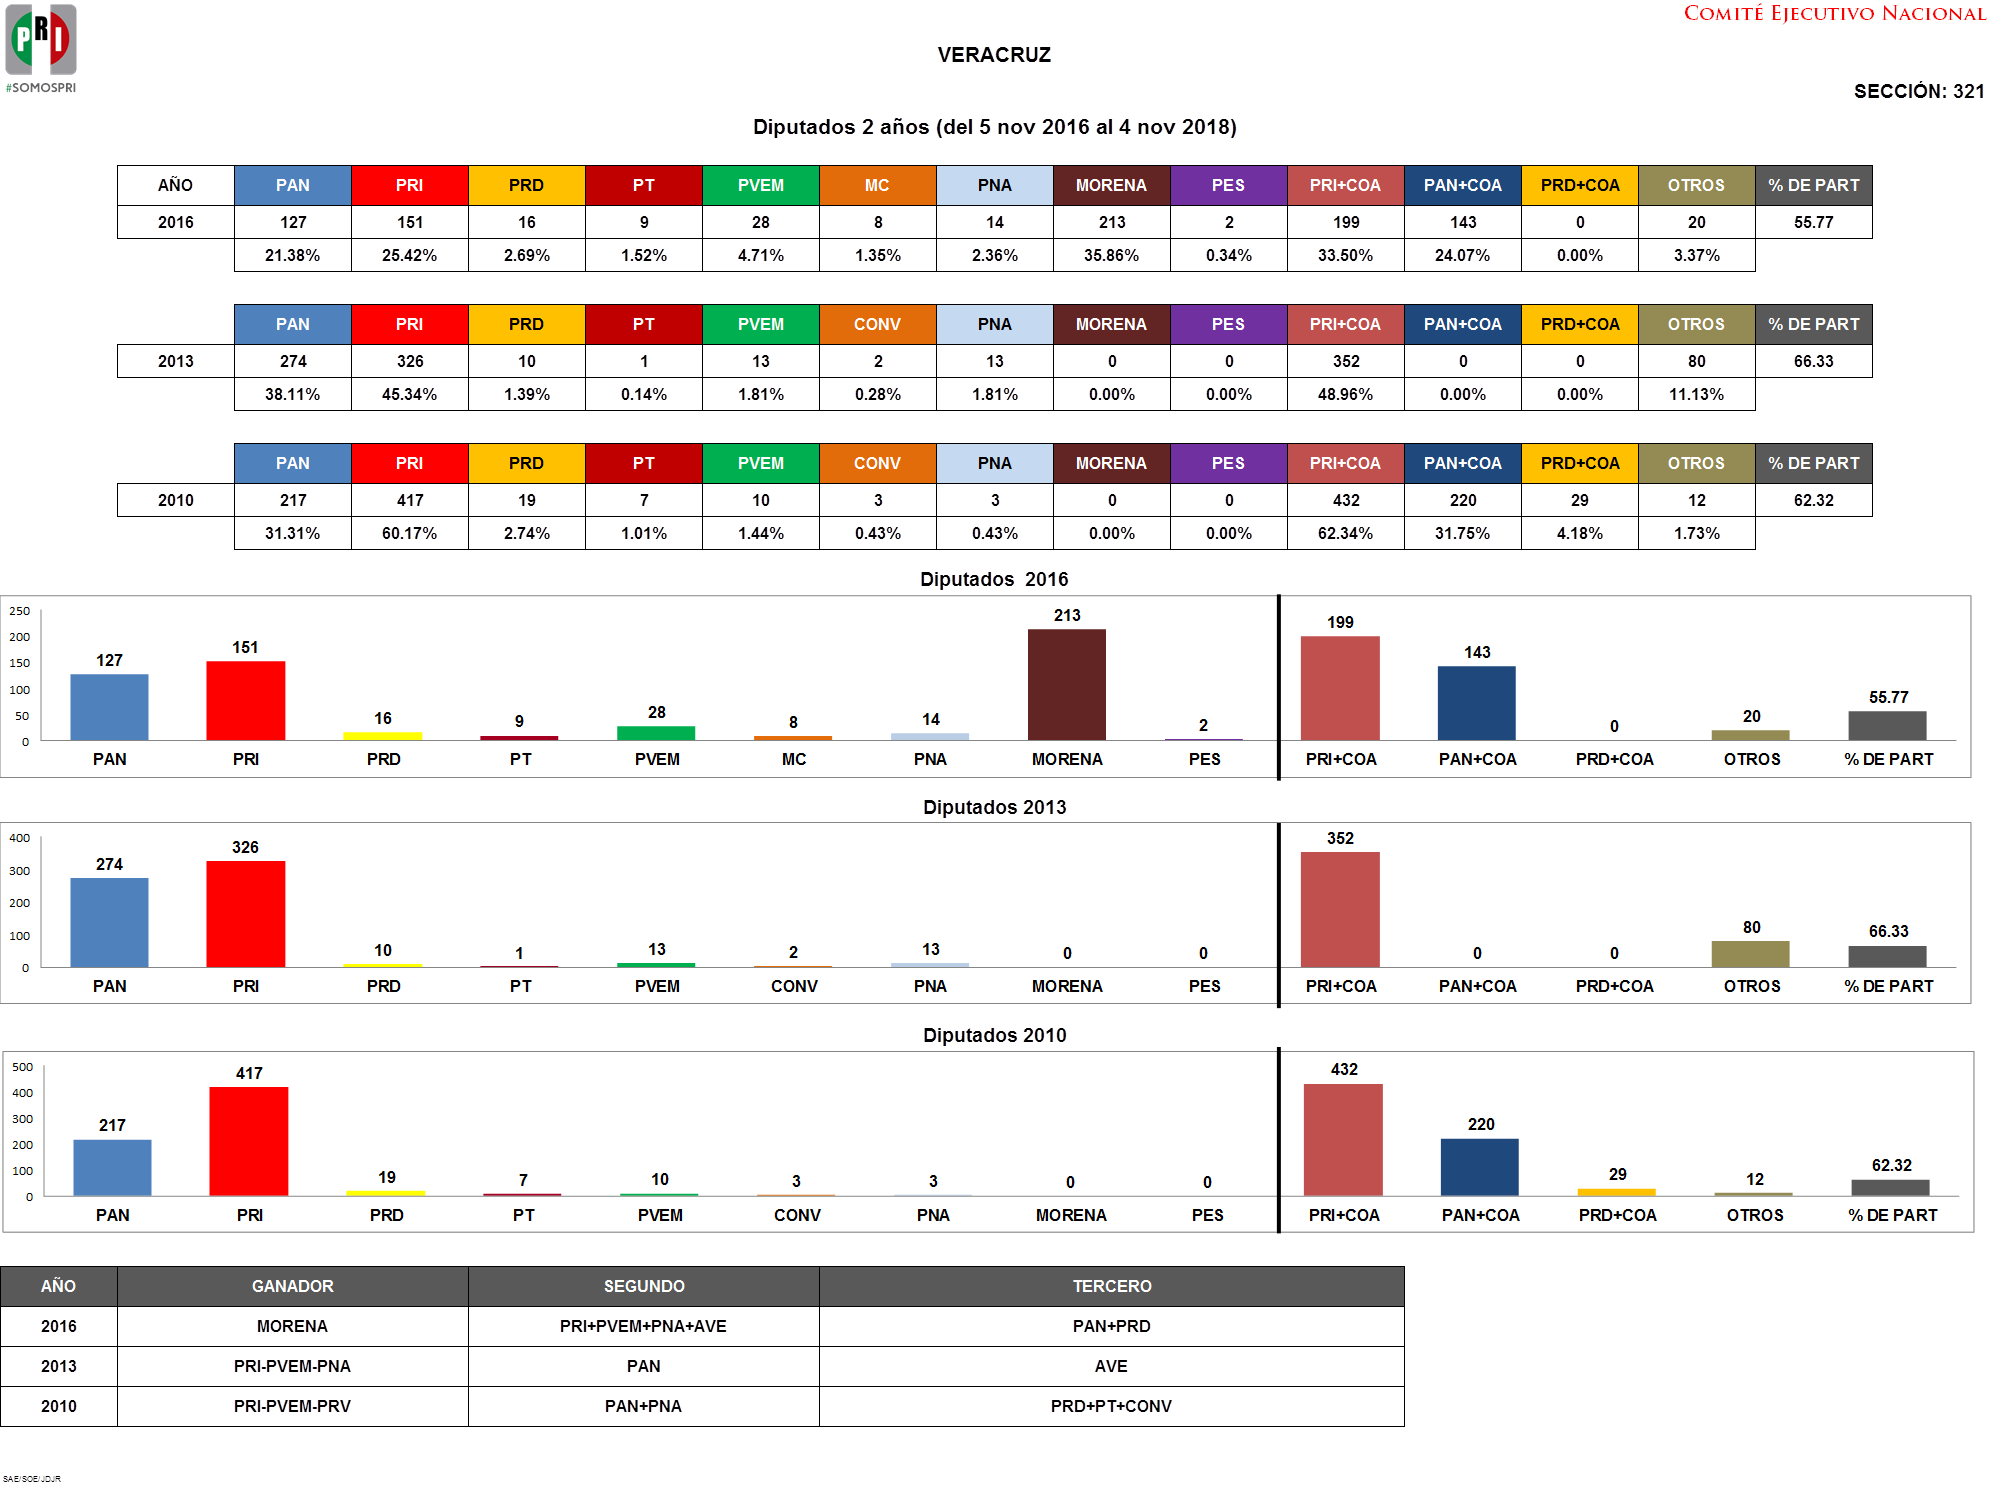 COMITÉ EJECUTIVO NACIONAL
PRI
#SOMOSPRI
VERACRUZ
SECCIÓN: 321
Diputados 2 años (del 5 nov 2016 al 4 nov 2018)
AÑO PAN PRI PRD PT PVEM MC PNA MORENA PES PRI+COA PAN+COA PRD+COA OTROS % DE PART
2016 127 151 16 9 28 8 14 213 2 199 143 0 20 55.77
21.38% 25.42% 2.69% 1.52% 4.71% 1.35% 2.36% 35.86% 0.34% 33.50% 24.07% 0.00% 3.37%
PAN PRI PRD PT PVEM CONV PNA MORENA PES PRI+COA PAN+COA PRD+COA OTROS % DE PART
2013 274 326 10 1 13 2 13 0 0 352 0 0 80 66.33
38.11% 45.34% 1.39% 0.14% 1.81% 0.28% 1.81% 0.00% 0.00% 48.96% 0.00% 0.00% 11.13%
PAN PRI PRD PT PVEM CONV PNA MORENA PES PRI+COA PAN+COA PRD+COA OTROS % DE PART
2010 217 417 19 7 10 3 3 0 0 432 220 29 12 62.32
31.31% 60.17% 2.74% 1.01% 1.44% 0.43% 0.43% 0.00% 0.00% 62.34% 31.75% 4.18% 1.73%
Diputados 2016
250
200
150
100
50
0
127 151 16 9 28 8 14 213 2 199 143 0 20 55.77
PAN PRI PRD PT PVEM MC PNA MORENA PES PRI+COA PAN+COA PRD+COA OTROS % DE PART
Diputados 2013
400
300
200
100
0
274 326 10 1 13 2 13 0 0 352 0 0 80 66.33
PAN PRI PRD PT PVEM CONV PNA MORENA PES PRI+COA PAN+COA PRD+COA OTROS % DE PART
Diputados 2010
500
400
300
200
100
0
217 417 19 7 10 3 3 0 0 432 220 29 12 62.32
PAN PRI PRD PT PVEM CONV PNA MORENA PES PRI+COA PAN+COA PRD+COA OTROS % DE PART
AÑO GANADOR SEGUNDO TERCERO
2016 MORENA PRI+PVEM+PNA+AVE PAN+PRD
2013 PRI-PVEM-PNA PAN AVE
2010 PRI-PVEM-PRV PAN+PNA PRD+PT+CONV
SAE/SOE/JDJR